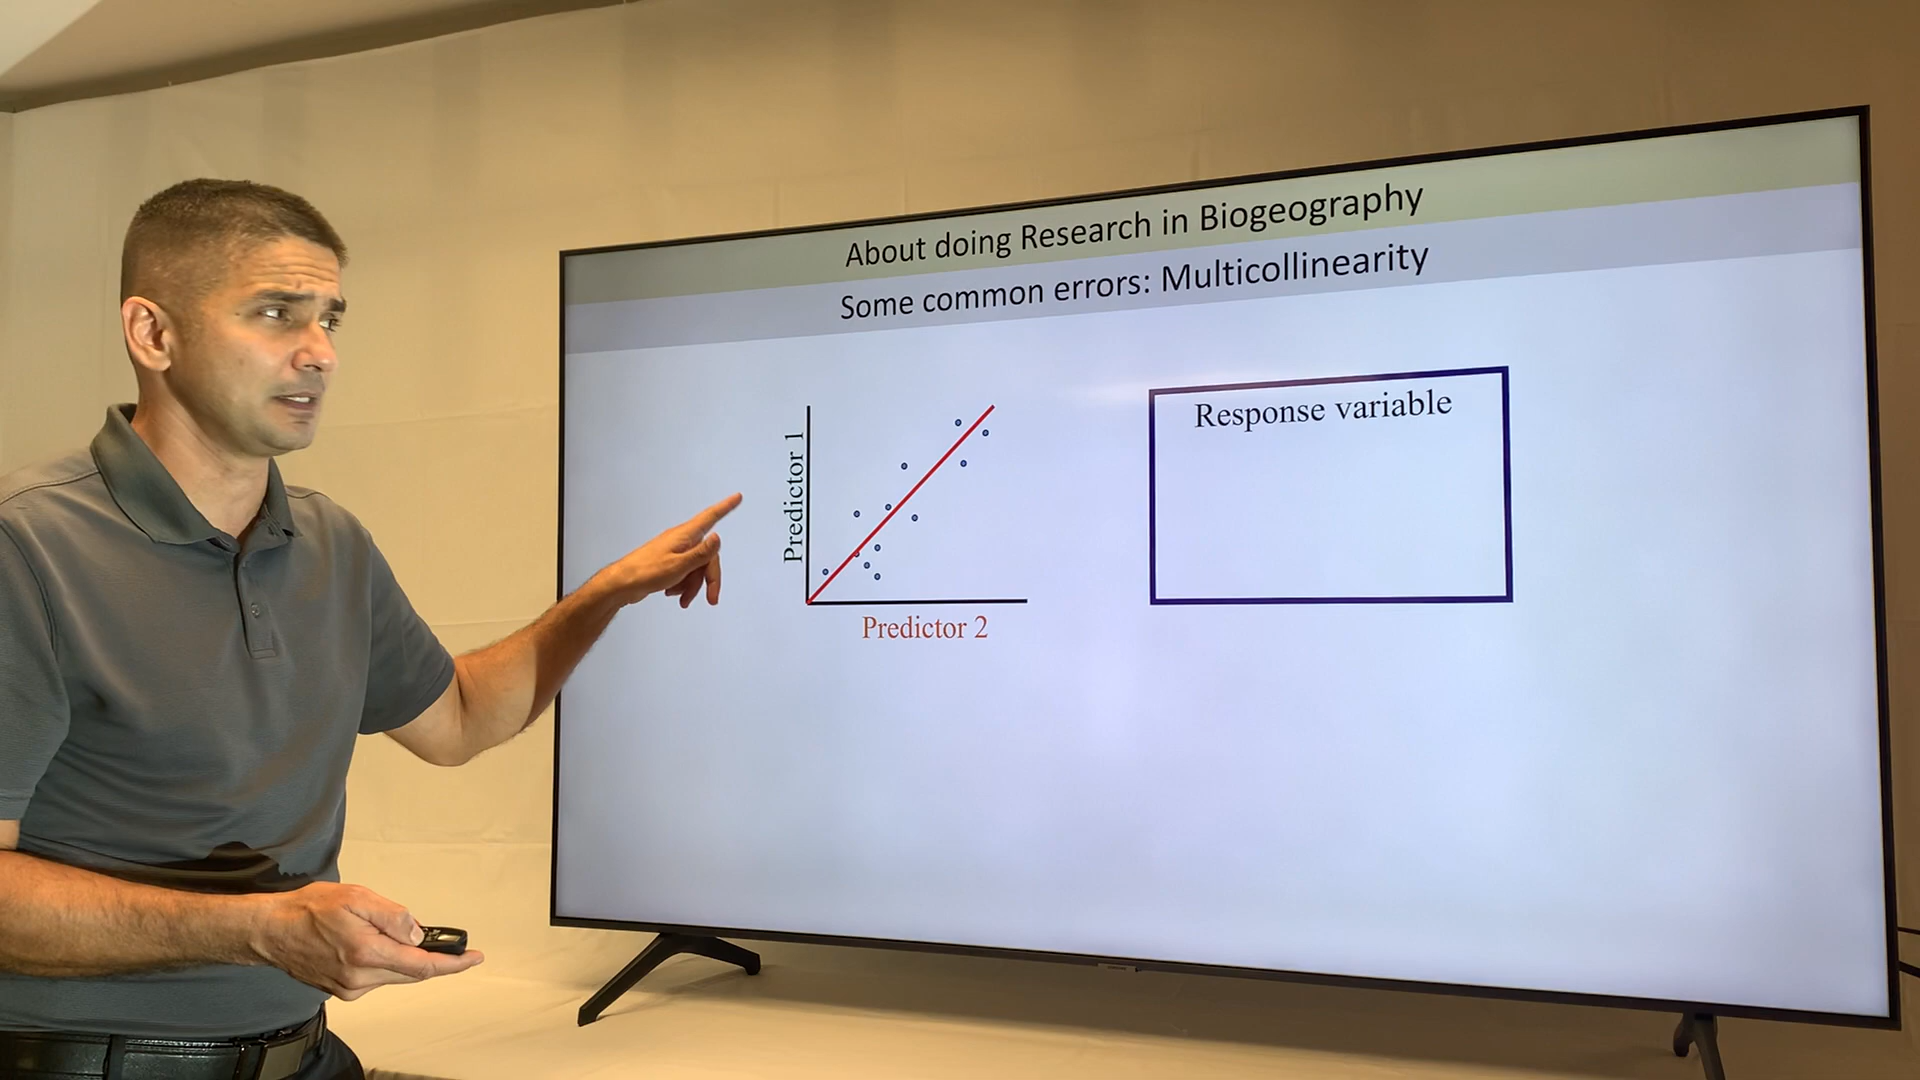 About doing Research in Biogeography
Some common errors: Multicollinearity
Predictor 1
Predictor 2
Response variable